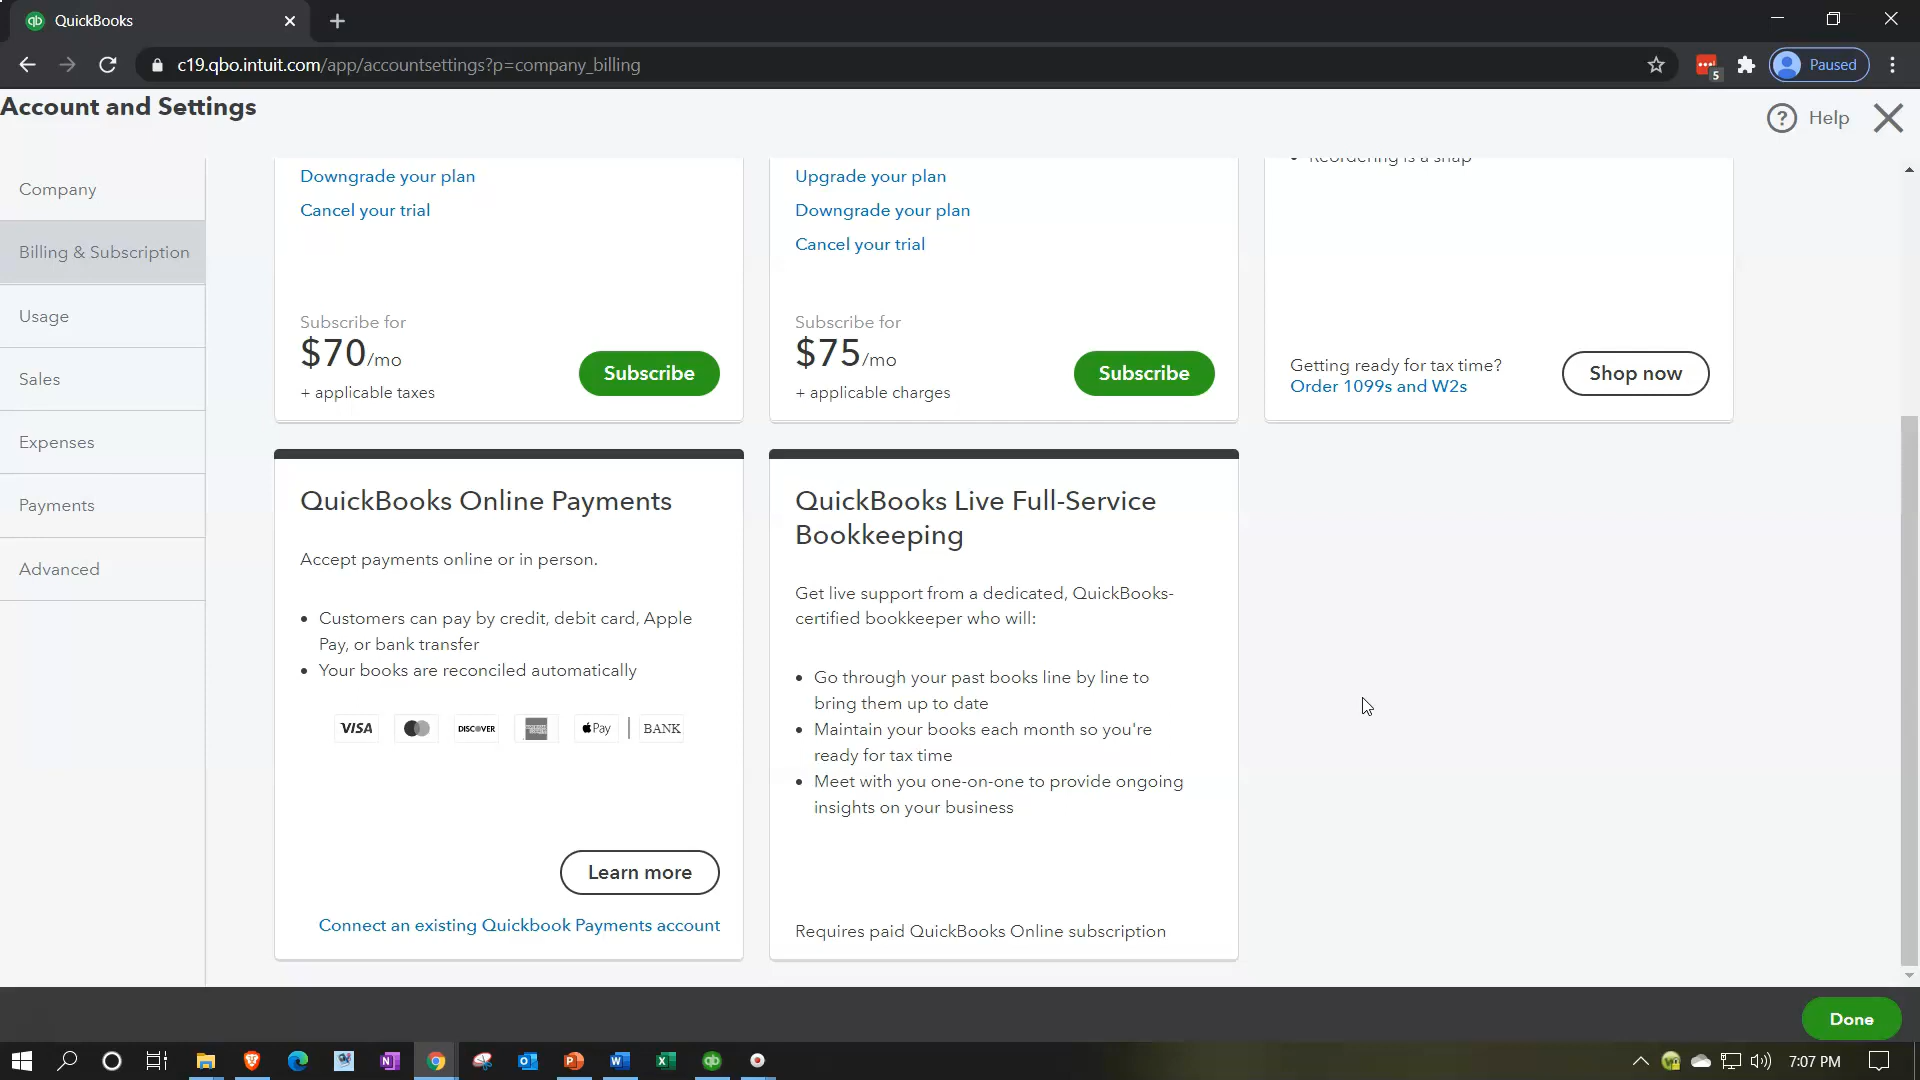 QuickBooks
c19.qbo.intuit.com/app/accountsettings?p=company_billing
5
Paused
Account and Settings
Help
Company
Billing & Subscription
Usage
Sales
Expenses
Payments
Advanced
Downgrade your plan
Cancel your trial
Subscribe for
$70/mo
+ applicable taxes
Subscribe
Upgrade your plan
Downgrade your plan
Cancel your trial
Subscribe for
$75/mo
+ applicable charges
Subscribe
Reordering is a snap
Getting ready for tax time?
Order 1099s and W2s
Shop now
QuickBooks Online Payments
Accept payments online or in person.
• Customers can pay by credit, debit card, Apple
Pay, or bank transfer
• Your books are reconciled automatically
VISA
DISCOVER
Pay
BANK
Learn more
Connect an existing Quickbook Payments account
QuickBooks Live Full-Service
Bookkeeping
Get live support from a dedicated, QuickBooks-
certified bookkeeper who will:
• Go through your past books line by line to
bring them up to date
• Maintain your books each month so you're
ready for tax time
• Meet with you one-on-one to provide ongoing
insights on your business
Requires paid QuickBooks Online subscription
Done
7:07 PM